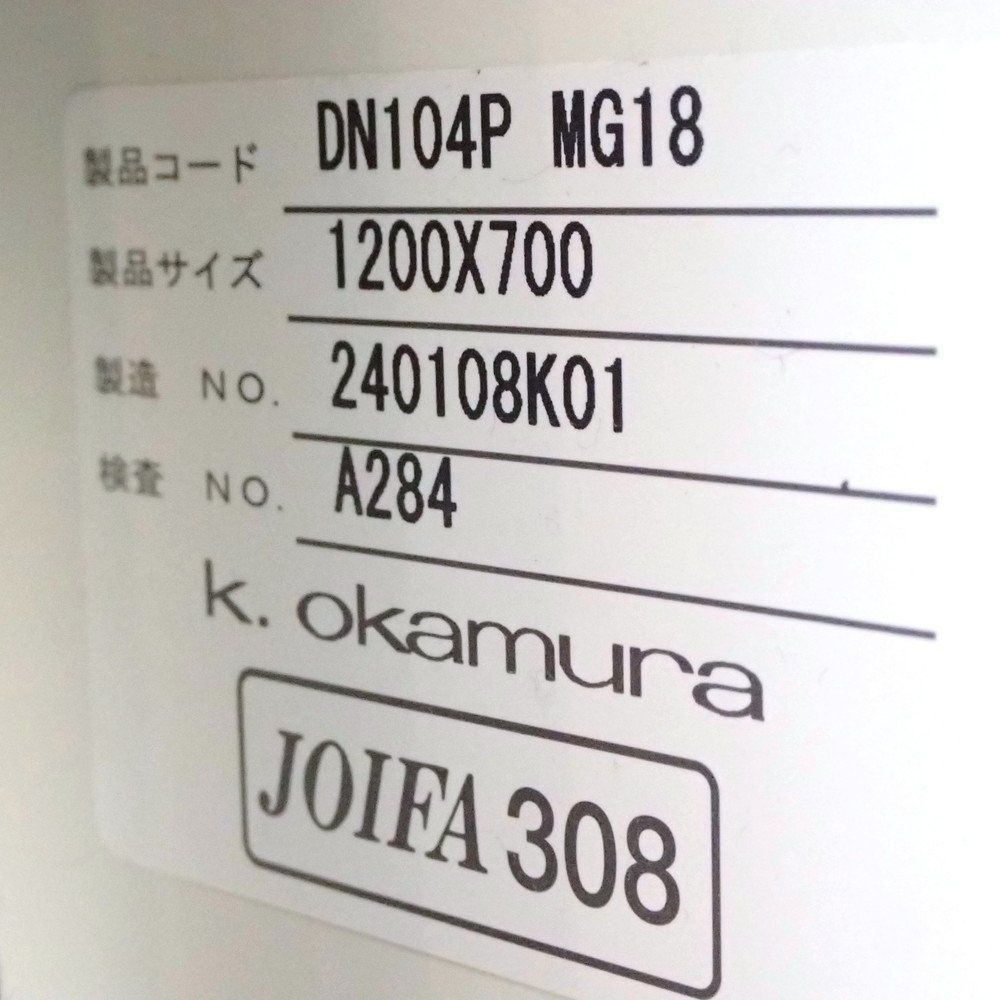 製品コード DN104P MG18
製品サイズ 1200X700
製造 NO. 240108K01
検査 NO. A284
k. okamura
JOIFA 308